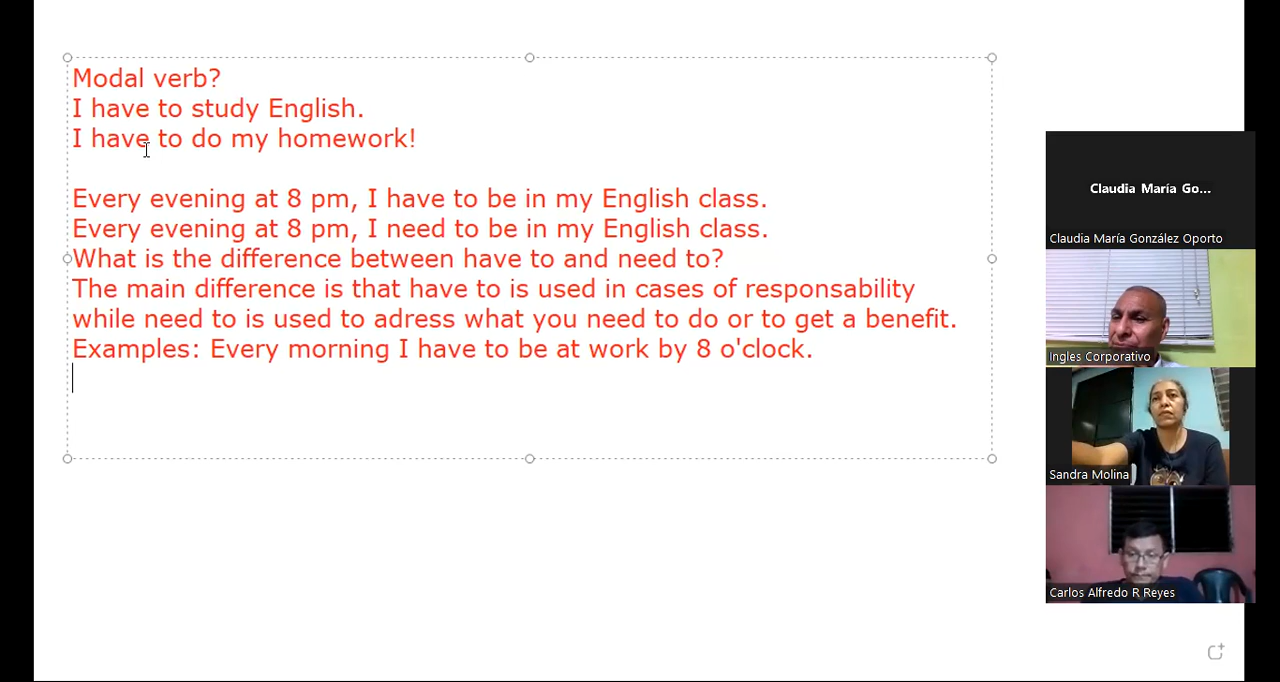 Modal verb?
I have to study English.
I have to do my homework!
Every evening at 8 pm, I have to be in my English class.
Every evening at 8 pm, I need to be in my English class.
What is the difference between have to and need to?
The main difference is that have to is used in cases of responsability
while need to is used to adress what you need to do or to get a benefit.
Examples: Every morning I have to be at work by 8 o'clock.
Claudia María Go...
Claudia María González Oporto
Ingles Corporativo
Sandra Molina
Carlos Alfredo R Reyes